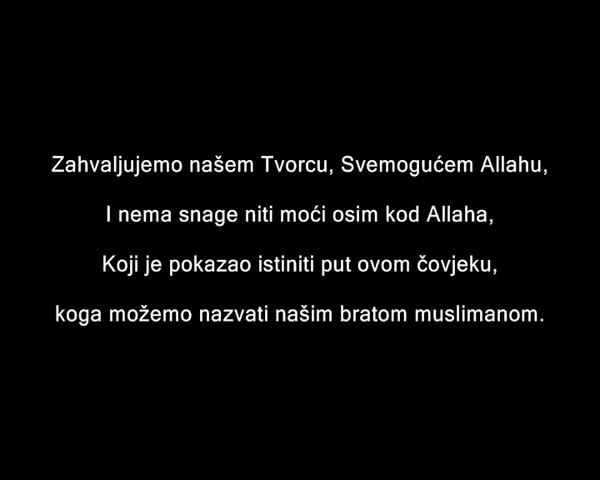 Zahvaljujemo našem Tvorcu, Svemogućem Allahu,
I nema snage niti moći osim kod Allaha,
Koji je pokazao istiniti put ovom čovjeku,
koga možemo nazvati našim bratom muslimanom.